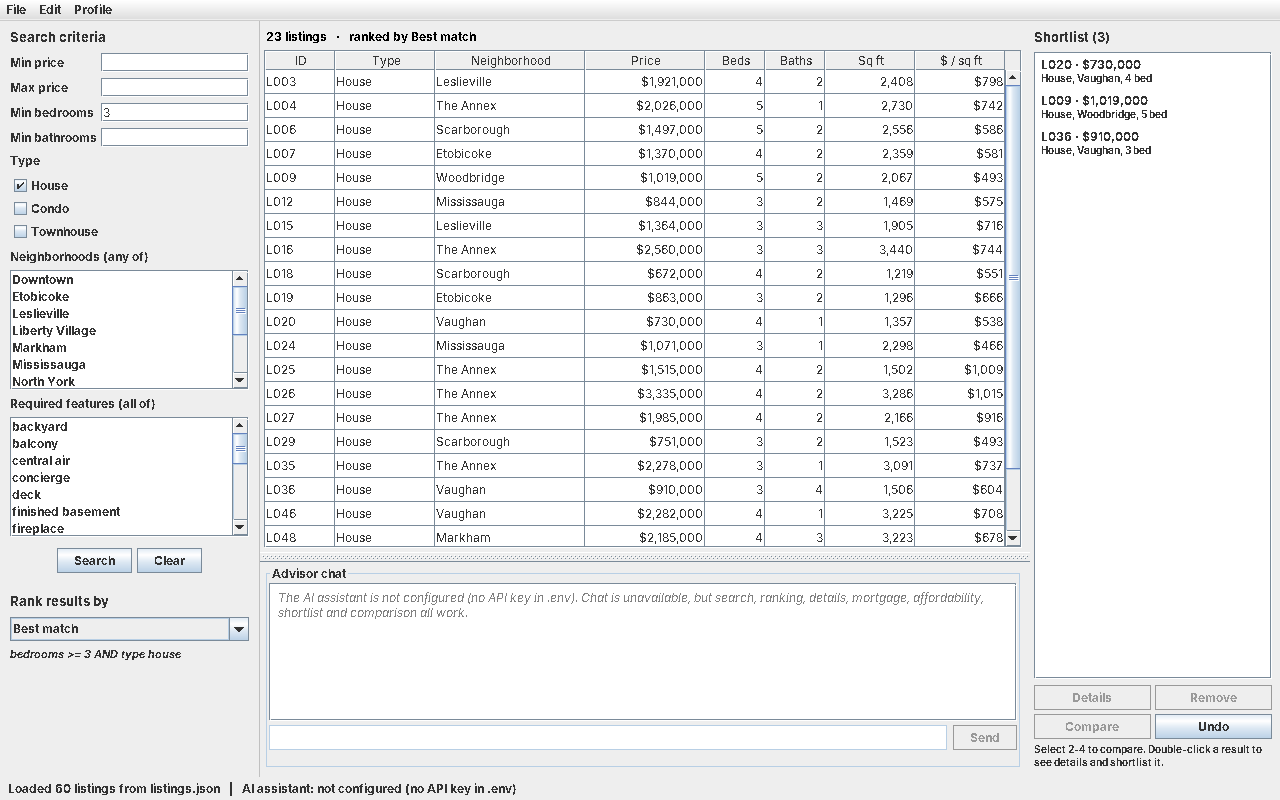 File Edit Profile
Search criteria
Min price
Max price
Min bedrooms 3
Min bathrooms
Type
House
Condo
Townhouse
Neighborhoods (any of)
Downtown
Etobicoke
Leslieville
Liberty Village
Markham
Mississauga
North York
Required features (all of)
backyard
balcony
central air
concierge
deck
finished basement
fireplace
Search Clear
Rank results by
Best match
bedrooms >= 3 AND type house
23 listings · ranked by Best match
ID Type Neighborhood Price Beds Baths Sq ft $ / sq ft
L003 House Leslieville $1,921,000 4 2 2,408 $798
L004 House The Annex $2,026,000 5 1 2,730 $742
L006 House Scarborough $1,497,000 5 2 2,556 $586
L007 House Etobicoke $1,370,000 4 2 2,359 $581
L009 House Woodbridge $1,019,000 5 2 2,067 $493
L012 House Mississauga $844,000 3 2 1,469 $575
L015 House Leslieville $1,364,000 3 3 1,905 $716
L016 House The Annex $2,560,000 3 3 3,440 $744
L018 House Scarborough $672,000 4 2 1,219 $551
L019 House Etobicoke $863,000 3 2 1,296 $666
L020 House Vaughan $730,000 4 1 1,357 $538
L024 House Mississauga $1,071,000 3 1 2,298 $466
L025 House The Annex $1,515,000 4 2 1,502 $1,009
L026 House The Annex $3,335,000 4 2 3,286 $1,015
L027 House The Annex $1,985,000 4 2 2,166 $916
L029 House Scarborough $751,000 3 2 1,523 $493
L035 House The Annex $2,278,000 3 1 3,091 $737
L036 House Vaughan $910,000 3 4 1,506 $604
L046 House Vaughan $2,282,000 4 1 3,225 $708
L048 House Markham $2,185,000 4 3 3,223 $678
Advisor chat
The AI assistant is not configured (no API key in .env). Chat is unavailable, but search, ranking, details, mortgage, affordability,
shortlist and comparison all work.
Send
Shortlist (3)
L020 · $730,000
House, Vaughan, 4 bed
L009 · $1,019,000
House, Woodbridge, 5 bed
L036 · $910,000
House, Vaughan, 3 bed
Details Remove
Compare Undo
Select 2-4 to compare. Double-click a result to
see details and shortlist it.
Loaded 60 listings from listings.json | AI assistant: not configured (no API key in .env)